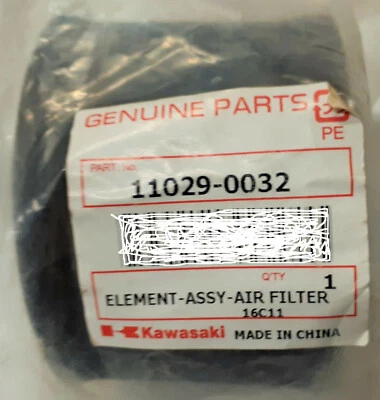 GENUINE PARTS
PE
PART No.
11029-0032
Q'TY 1
ELEMENT-ASSY-AIR FILTER
16C11
Kawasaki MADE IN CHINA